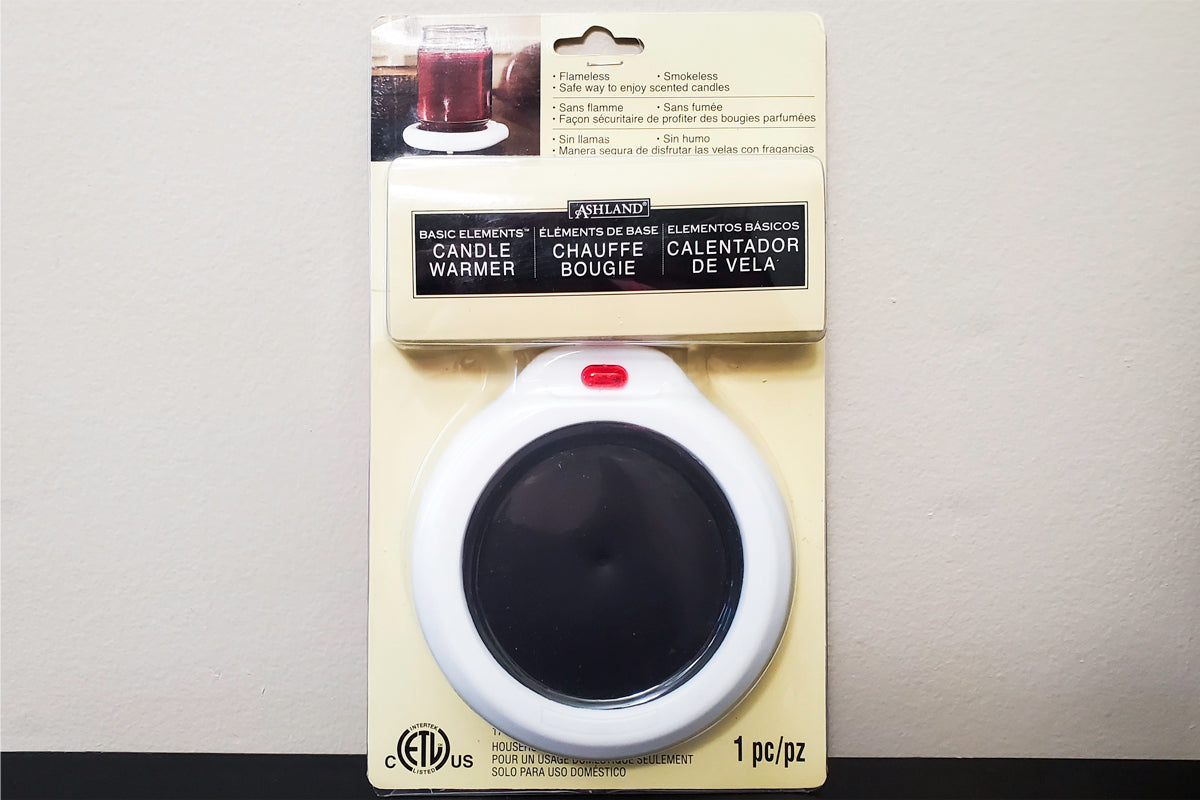 • Flameless • Smokeless
• Safe way to enjoy scented candles
• Sans flamme • Sans fumée
• Façon sécuritaire de profiter des bougies parfumées
• Sin llamas • Sin humo
• Manera segura de disfrutar las velas con fragancias
ASHLAND®
BASIC ELEMENTS™
CANDLE
WARMER
ÉLÉMENTS DE BASE
CHAUFFE
BOUGIE
ELEMENTOS BÁSICOS
CALENTADOR
DE VELA
INTERTEK
C ETL US
LISTED
POUR UN USAGE DOMESTIQUE SEULEMENT
SOLO PARA USO DOMÉSTICO
1 pc/pz